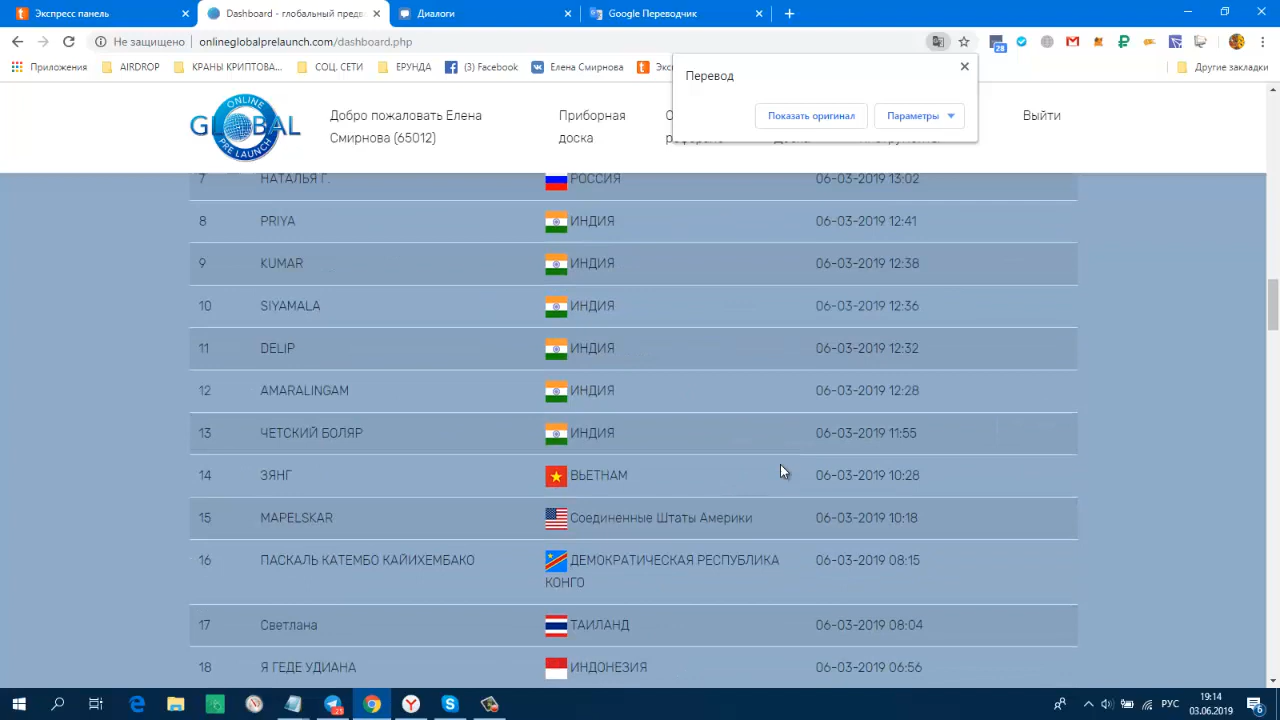 Экспресс панель
Dashboard - глобальный предв
Диалоги
Google Переводчик
Не защищено
onlineglobalprelaunch.com/dashboard.php
28
Приложения
AIRDROP
КРАНЫ КРИПТОВА...
СОЦ. СЕТИ
ЕРУНДА
(3) Facebook
Елена Смирнова
Другие закладки
Перевод
Показать оригинал
Параметры
ONLINE
GLOBAL
PRE LAUNCH
Добро пожаловать Елена
Смирнова (65012)
Приборная
доска
Выйти
7 НАТАЛЬЯ Г. РОССИЯ 06-03-2019 13:02
8 PRIYA ИНДИЯ 06-03-2019 12:41
9 KUMAR ИНДИЯ 06-03-2019 12:38
10 SIYAMALA ИНДИЯ 06-03-2019 12:36
11 DELIP ИНДИЯ 06-03-2019 12:32
12 AMARALINGAM ИНДИЯ 06-03-2019 12:28
13 ЧЕТСКИЙ БОЛЯР ИНДИЯ 06-03-2019 11:55
14 ЗЯНГ ВЬЕТНАМ 06-03-2019 10:28
15 MAPELSKAR Соединенные Штаты Америки 06-03-2019 10:18
16 ПАСКАЛЬ КАТЕМБО КАЙИХЕМБАКО ДЕМОКРАТИЧЕСКАЯ РЕСПУБЛИКА 06-03-2019 08:15
КОНГО
17 Светлана ТАИЛАНД 06-03-2019 08:04
18 Я ГЕДЕ УДИАНА ИНДОНЕЗИЯ 06-03-2019 06:56
РУС
19:14
03.06.2019